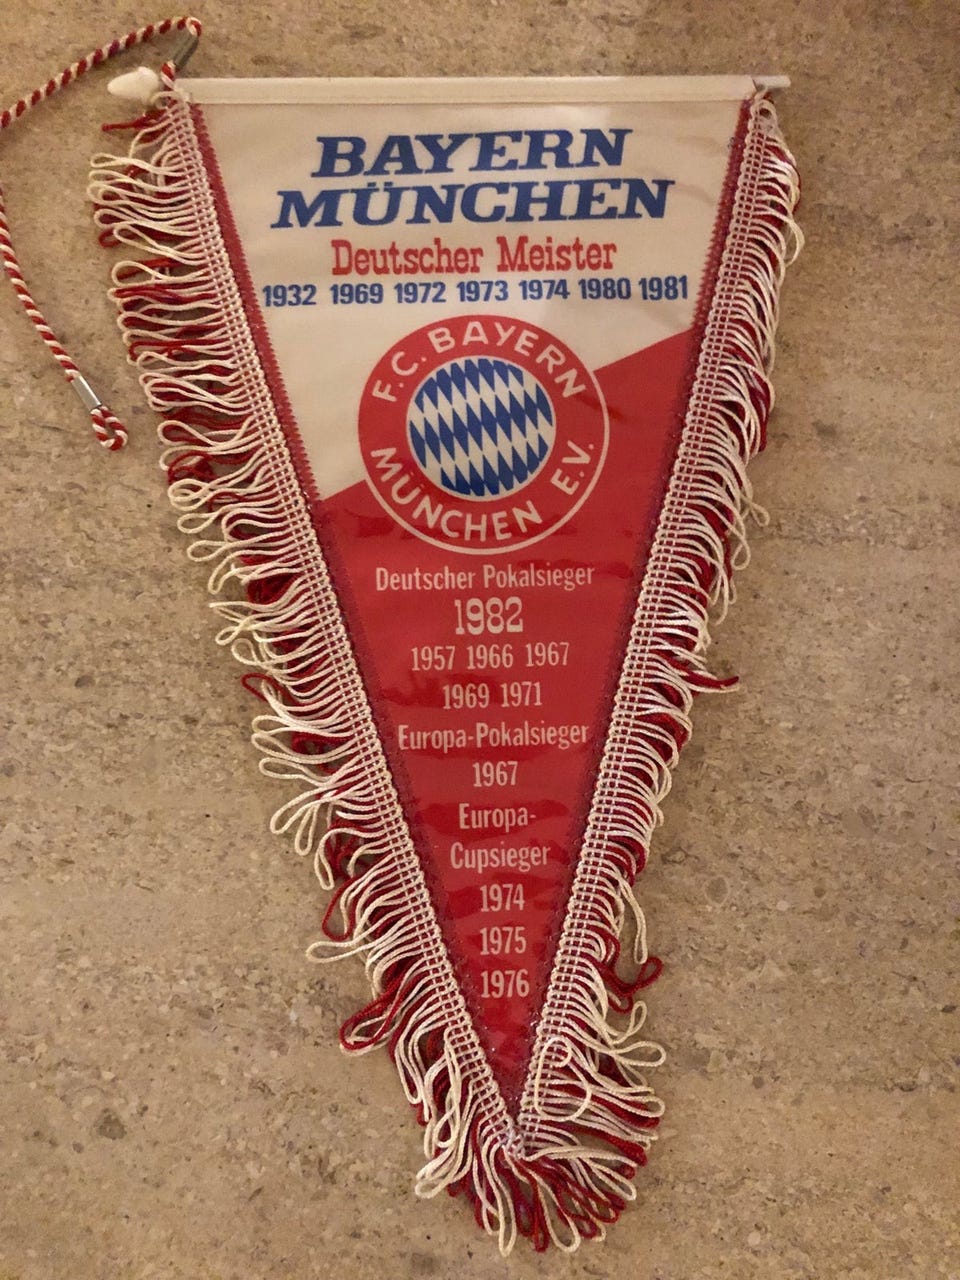 BAYERN
MÜNCHEN
Deutscher Meister
1932 1969 1972 1973 1974 1980 1981
F.C. BAYERN
MÜNCHEN E.V.
Deutscher Pokalsieger
1982
1957 1966 1967
1969 1971
Europa-Pokalsieger
1967
Europa-
Cupsieger
1974
1975
1976